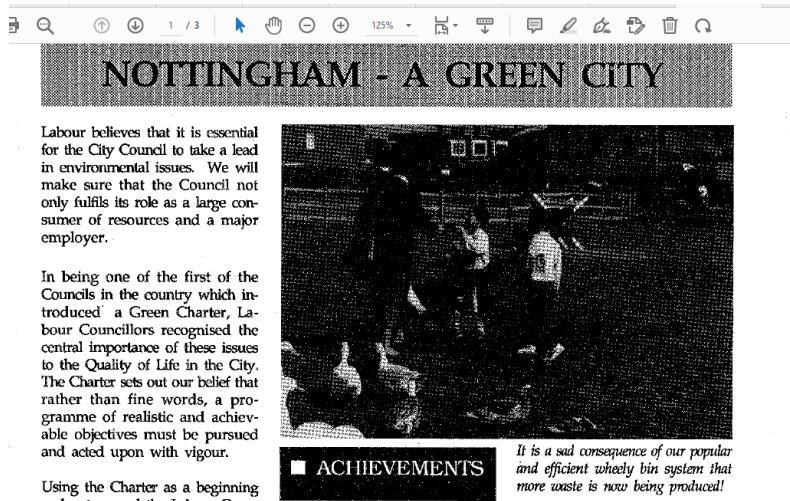 1 / 3
125%
NOTTINGHAM - A GREEN CITY
Labour believes that it is essential
for the City Council to take a lead
in environmental issues. We will
make sure that the Council not
only fulfils its role as a large con-
sumer of resources and a major
employer.
In being one of the first of the
Councils in the country which in-
troduced a Green Charter, La-
bour Councillors recognised the
central importance of these issues
to the Quality of Life in the City.
The Charter sets out our belief that
rather than fine words, a pro-
gramme of realistic and achiev-
able objectives must be pursued
and acted upon with vigour.
Using the Charter as a beginning
■ ACHIEVEMENTS
It is a sad consequence of our popular
and efficient wheely bin system that
more waste is now being produced!